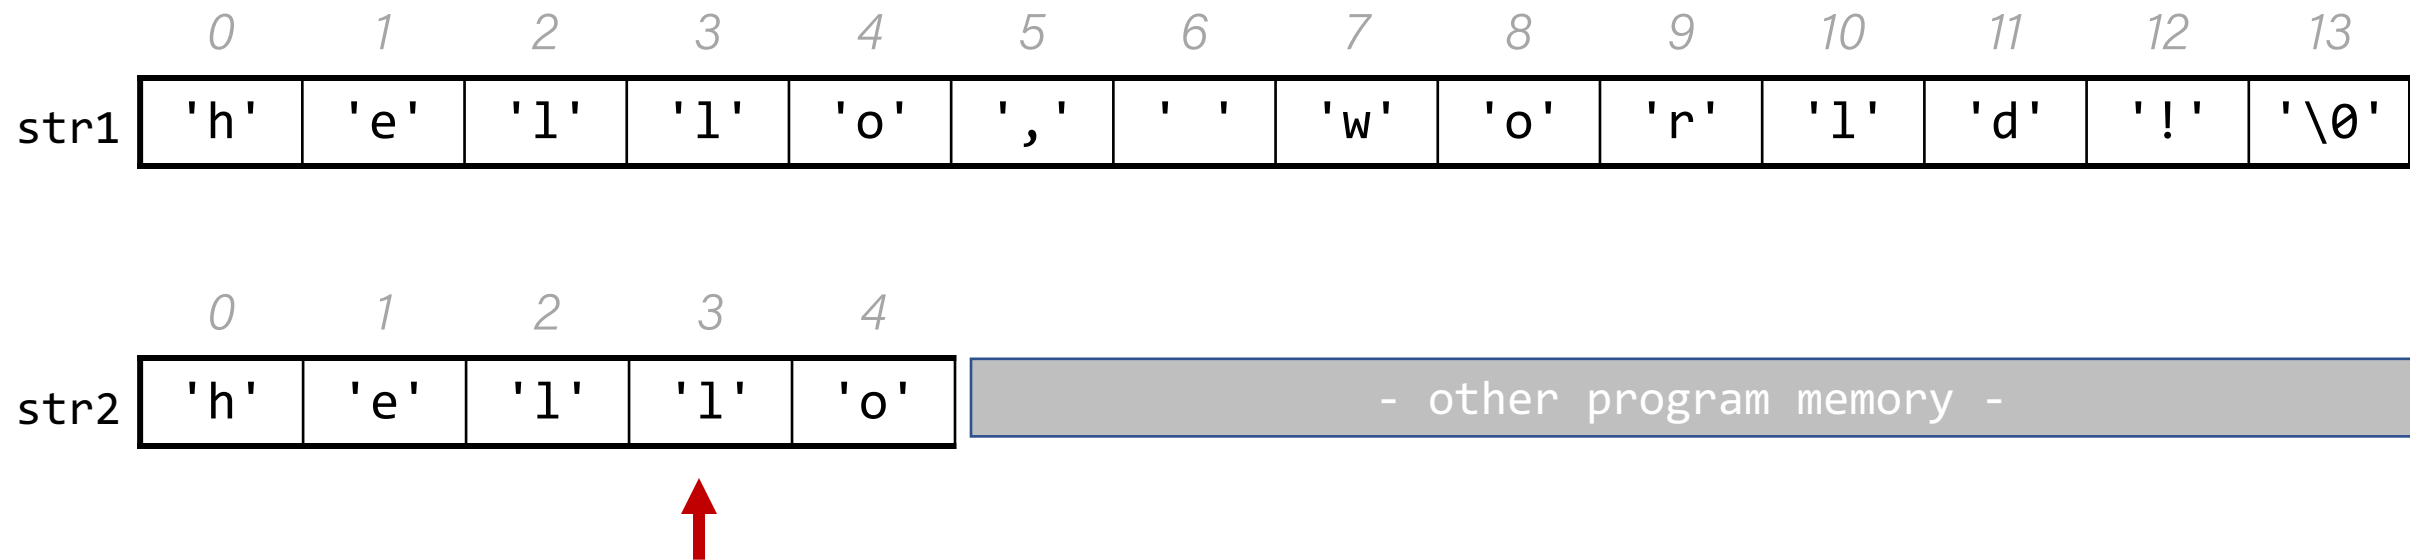 0 1 2 3 4 5 6 7 8 9 10 11 12 13
str1 'h' 'e' 'l' 'l' 'o' ',' ' ' 'w' 'o' 'r' 'l' 'd' '!' '\0'
0 1 2 3 4
str2 'h' 'e' 'l' 'l' 'o' - other program memory -